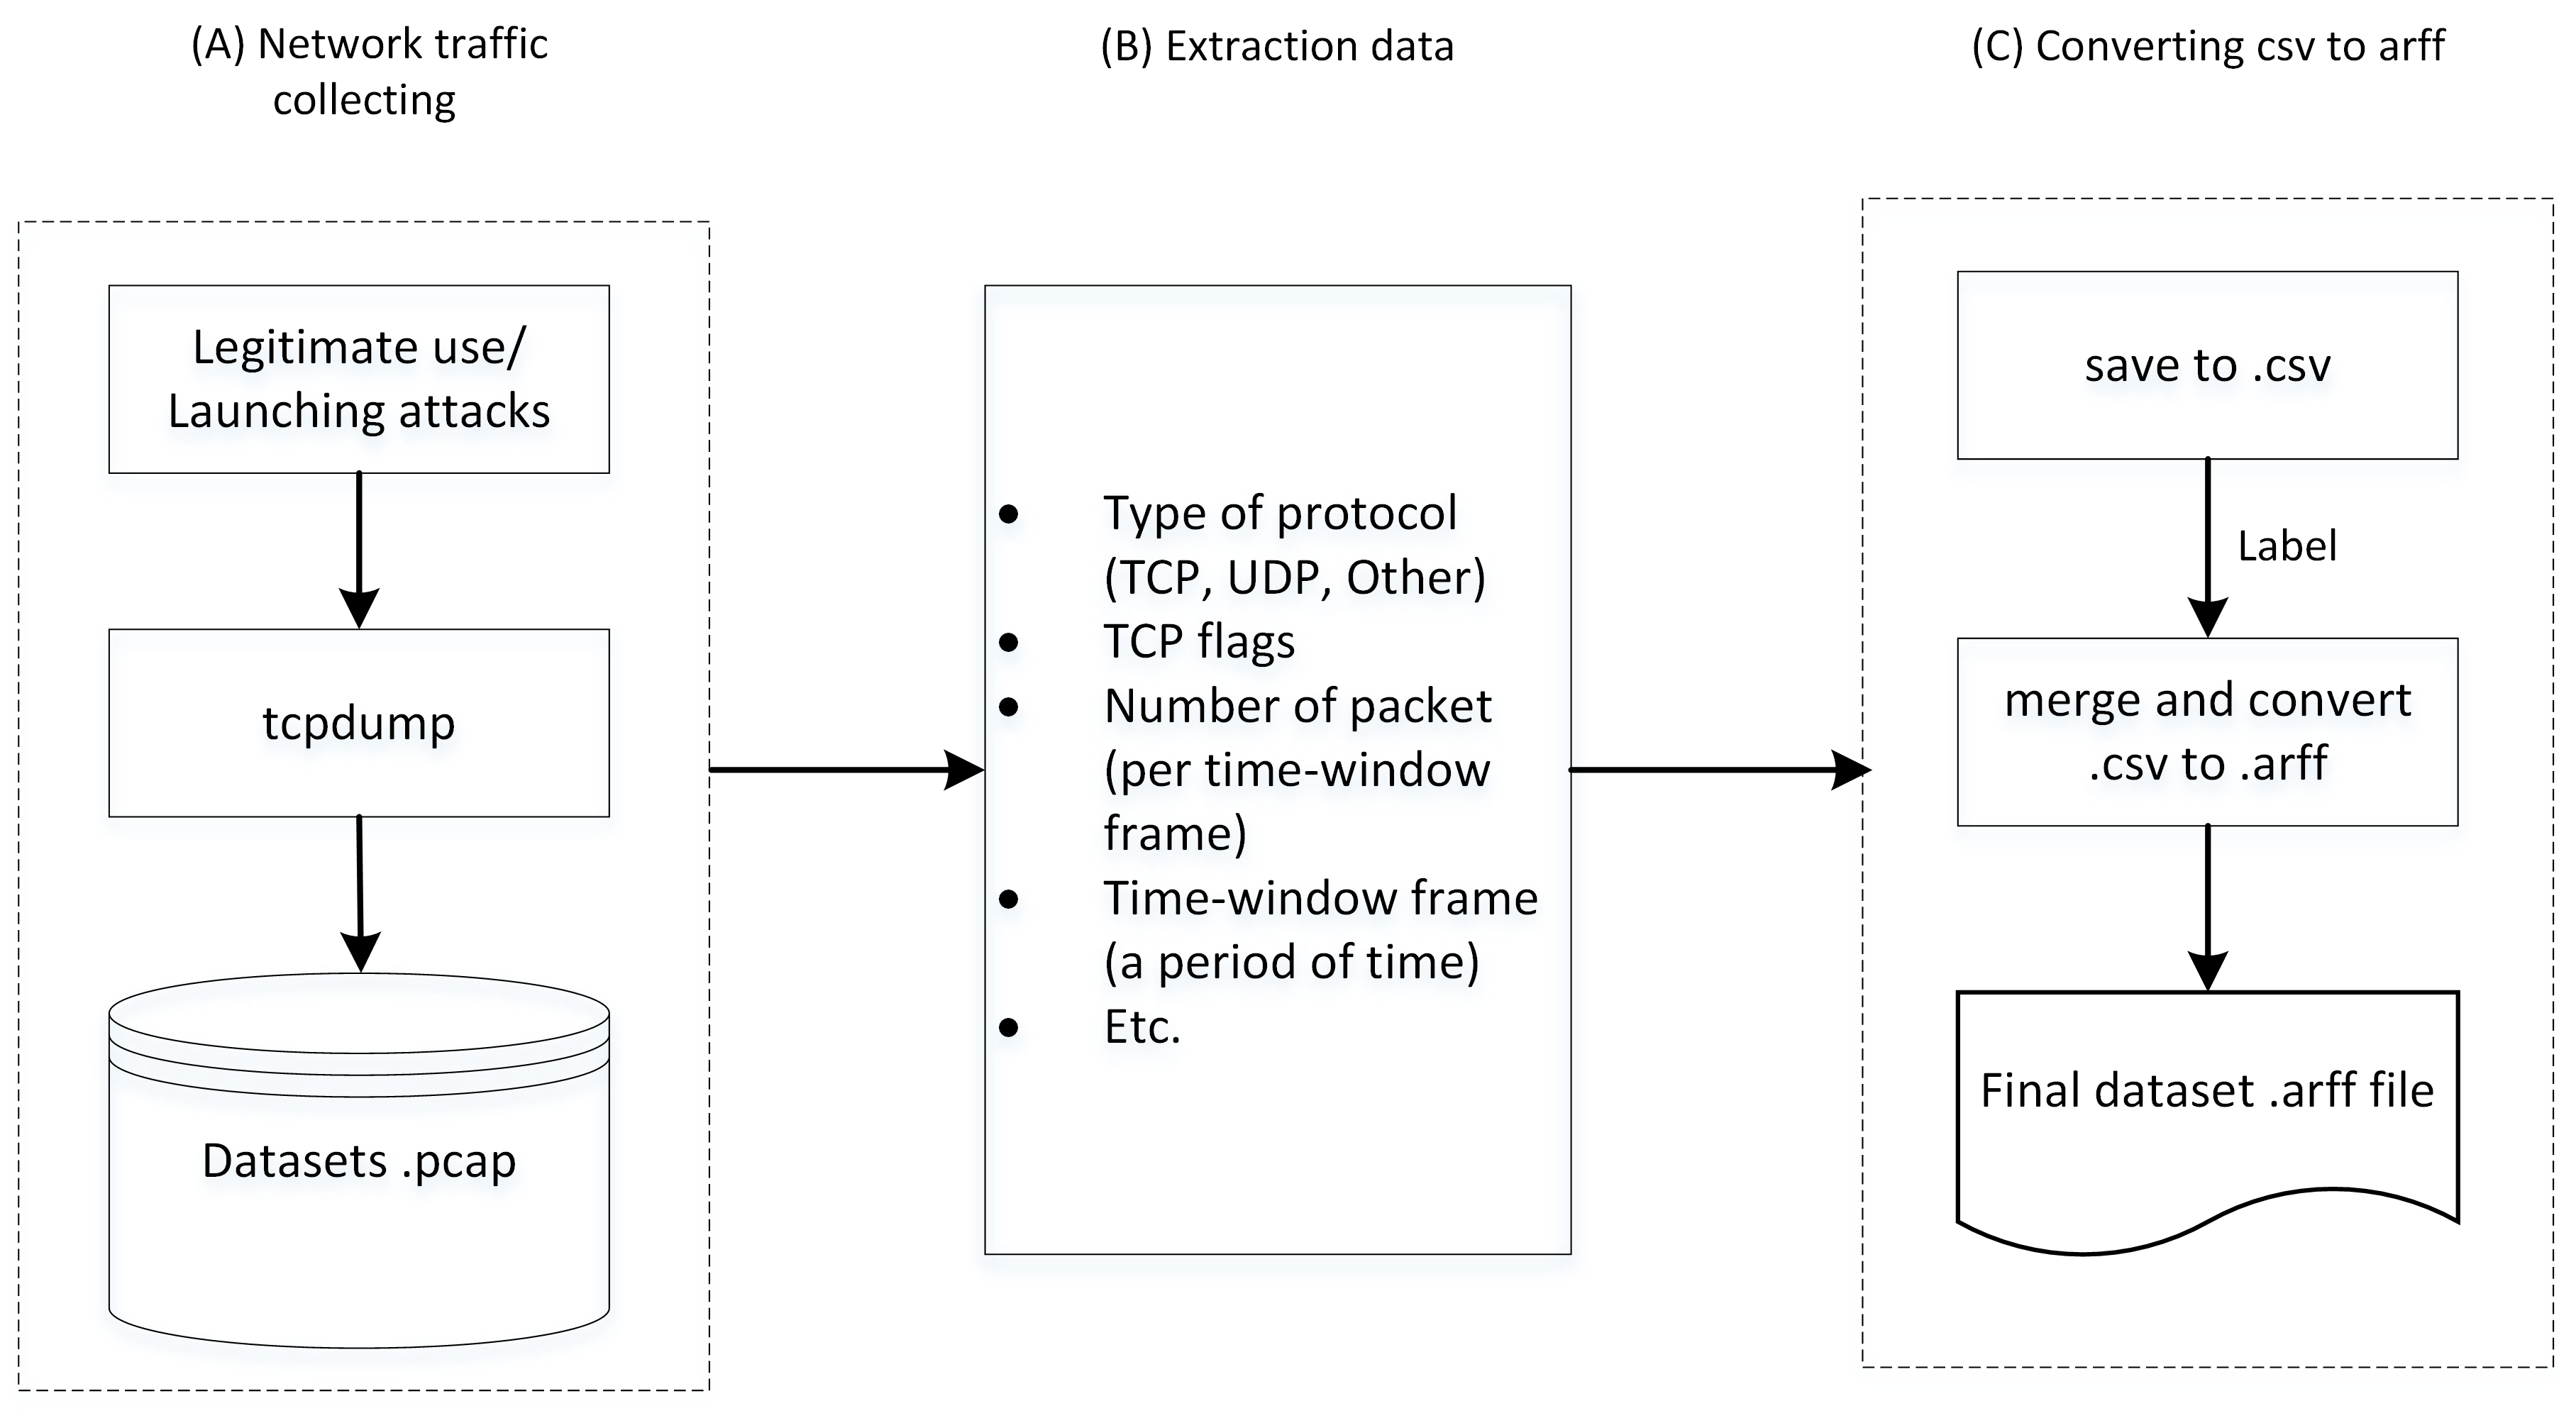 (A) Network traffic
collecting
Legitimate use/
Launching attacks
tcpdump
Datasets .pcap
(B) Extraction data
• Type of protocol
(TCP, UDP, Other)
• TCP flags
• Number of packet
(per time-window
frame)
• Time-window frame
(a period of time)
• Etc.
(C) Converting csv to arff
save to .csv
Label
merge and convert
.csv to .arff
Final dataset .arff file